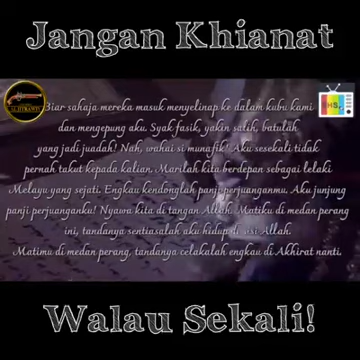 Jangan Khianat
Biar sahaja mereka masuk menyelinap ke dalam kubu kami
dan mengepung aku. Syak fasik, yakin salih, batulah
yang jadi juadah! Nah, wahai si munafik! Aku sesekali tidak
pernah takut kepada kalian. Marilah kita berdepan sebagai lelaki
Melayu yang sejati. Engkau kendonglah panji perjuanganmu. Aku junjung
panji perjuanganku! Nyawa kita di tangan Allah. Matiku di medan perang
ini, tandanya sentiasalah aku hidup di sisi Allah.
Matimu di medan perang, tandanya celakalah engkau di Akhirat nanti.
Walau Sekali!